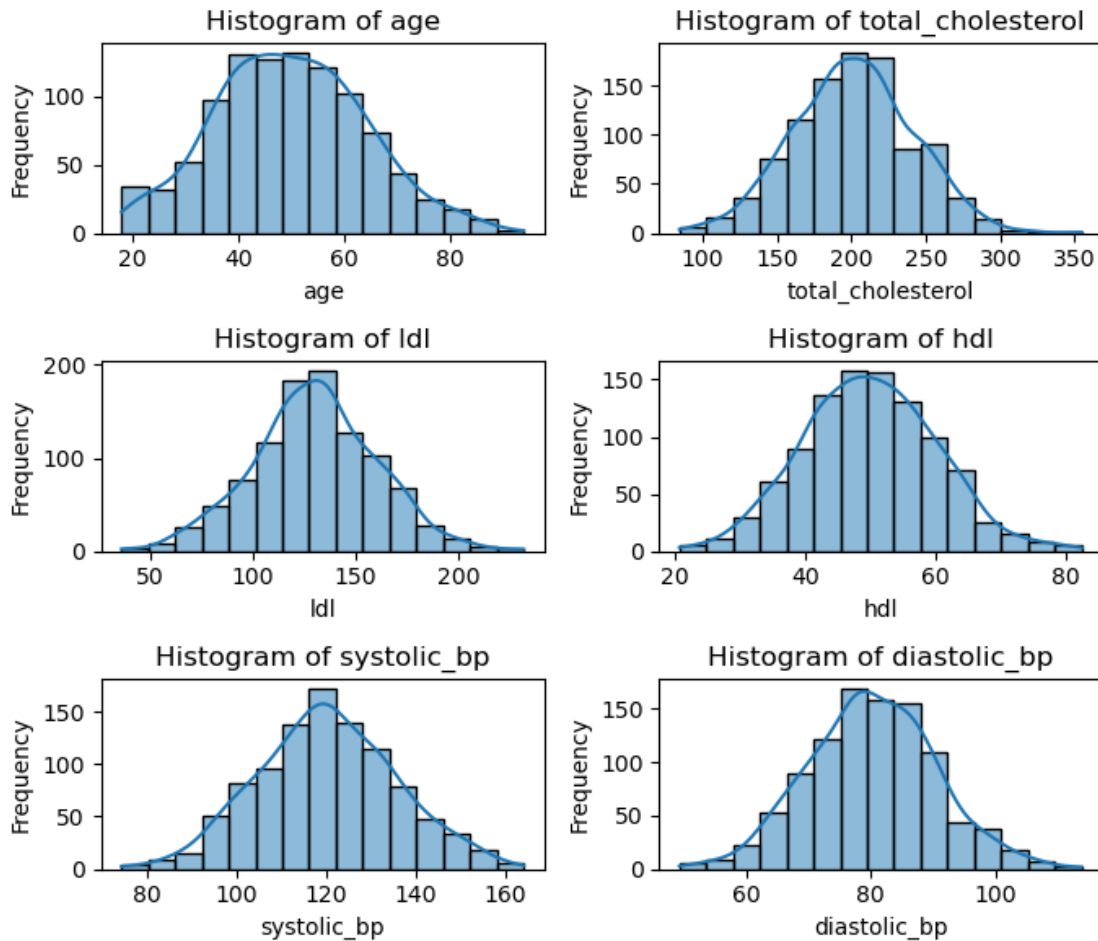 Histogram of age
Frequency
100
50
0
20 40 60 80
age
Histogram of total_cholesterol
Frequency
150
100
50
0
100 150 200 250 300 350
total_cholesterol
Histogram of ldl
Frequency
200
100
0
50 100 150 200
ldl
Histogram of hdl
Frequency
150
100
50
0
20 40 60 80
hdl
Histogram of systolic_bp
Frequency
150
100
50
0
80 100 120 140 160
systolic_bp
Histogram of diastolic_bp
Frequency
150
100
50
0
60 80 100
diastolic_bp